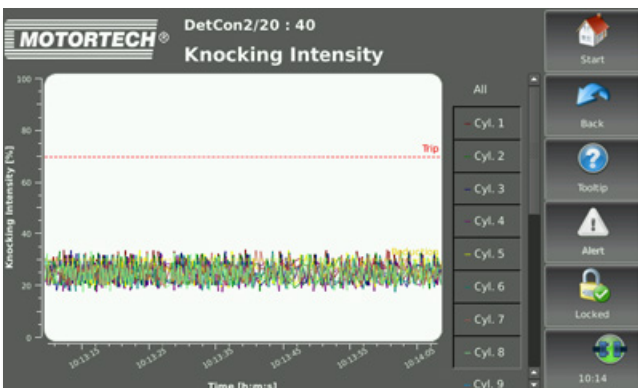 MOTORTECH®
DetCon2/20 : 40
Knocking Intensity
Knocking Intensity [%]
100
80
60
40
20
0
Trip
Reduction
10:13:15
10:13:25
10:13:35
10:13:45
10:13:55
10:14:05
Time [h:m:s]
All
Cyl. 1
Cyl. 2
Cyl. 3
Cyl. 4
Cyl. 5
Cyl. 6
Cyl. 7
Cyl. 8
Cyl. 9
Start
Back
Tooltip
Alert
Locked
10:14